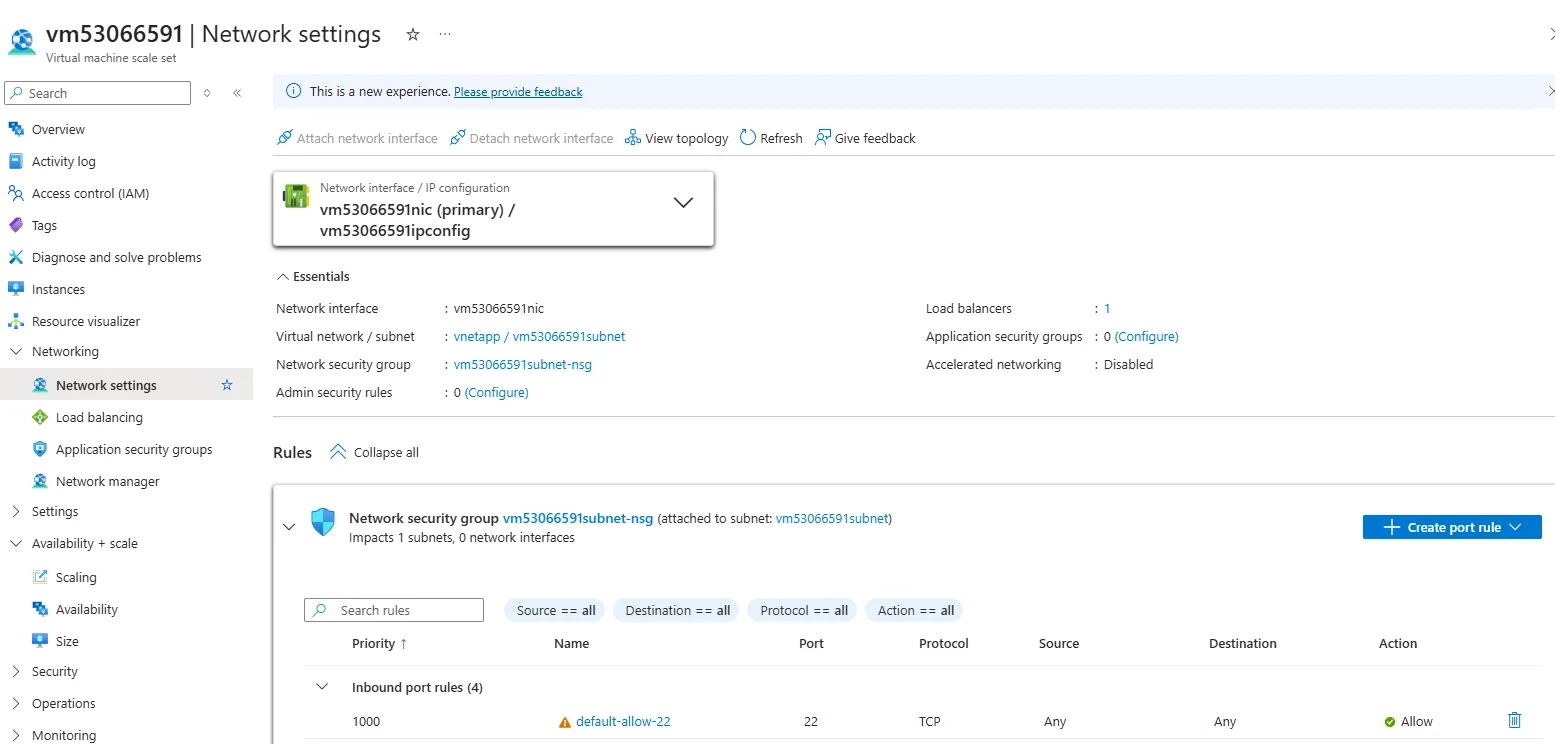 vm53066591 | Network settings
Virtual machine scale set
Search
Overview
Activity log
Access control (IAM)
Tags
Diagnose and solve problems
Instances
Resource visualizer
Networking
Network settings
Load balancing
Application security groups
Network manager
Settings
Availability + scale
Scaling
Availability
Size
Security
Operations
Monitoring
This is a new experience. Please provide feedback
Attach network interface Detach network interface View topology Refresh Give feedback
Network interface / IP configuration
vm53066591nic (primary) /
vm53066591ipconfig
Essentials
Network interface : vm53066591nic
Virtual network / subnet : vnetapp / vm53066591subnet
Network security group : vm53066591subnet-nsg
Admin security rules : 0 (Configure)
Load balancers : 1
Application security groups : 0 (Configure)
Accelerated networking : Disabled
Rules Collapse all
Network security group vm53066591subnet-nsg (attached to subnet: vm53066591subnet)
Impacts 1 subnets, 0 network interfaces
Create port rule
Search rules Source == all Destination == all Protocol == all Action == all
Priority ↑ Name Port Protocol Source Destination Action
Inbound port rules (4)
1000 default-allow-22 22 TCP Any Any Allow